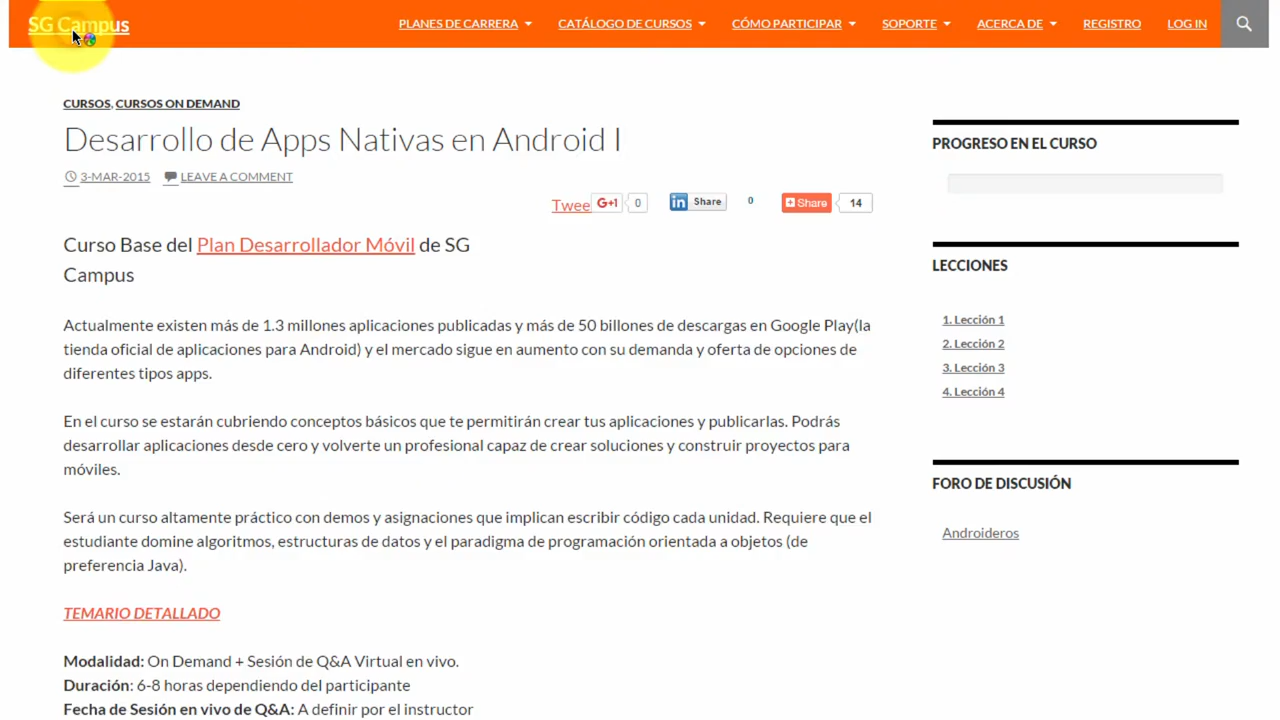 SG Campus
PLANES DE CARRERA CATÁLOGO DE CURSOS CÓMO PARTICIPAR SOPORTE ACERCA DE REGISTRO LOG IN
CURSOS, CURSOS ON DEMAND
Desarrollo de Apps Nativas en Android I
3-MAR-2015 LEAVE A COMMENT
Twee G+1 0 in Share 0 Share 14
Curso Base del Plan Desarrollador Móvil de SG
Campus
Actualmente existen más de 1.3 millones aplicaciones publicadas y más de 50 billones de descargas en Google Play(la
tienda oficial de aplicaciones para Android) y el mercado sigue en aumento con su demanda y oferta de opciones de
diferentes tipos apps.
En el curso se estarán cubriendo conceptos básicos que te permitirán crear tus aplicaciones y publicarlas. Podrás
desarrollar aplicaciones desde cero y volverte un profesional capaz de crear soluciones y construir proyectos para
móviles.
Será un curso altamente práctico con demos y asignaciones que implican escribir código cada unidad. Requiere que el
estudiante domine algoritmos, estructuras de datos y el paradigma de programación orientada a objetos (de
preferencia Java).
TEMARIO DETALLADO
Modalidad: On Demand + Sesión de Q&A Virtual en vivo.
Duración: 6-8 horas dependiendo del participante
Fecha de Sesión en vivo de Q&A: A definir por el instructor
PROGRESO EN EL CURSO
LECCIONES
1. Lección 1
2. Lección 2
3. Lección 3
4. Lección 4
FORO DE DISCUSIÓN
Androideros